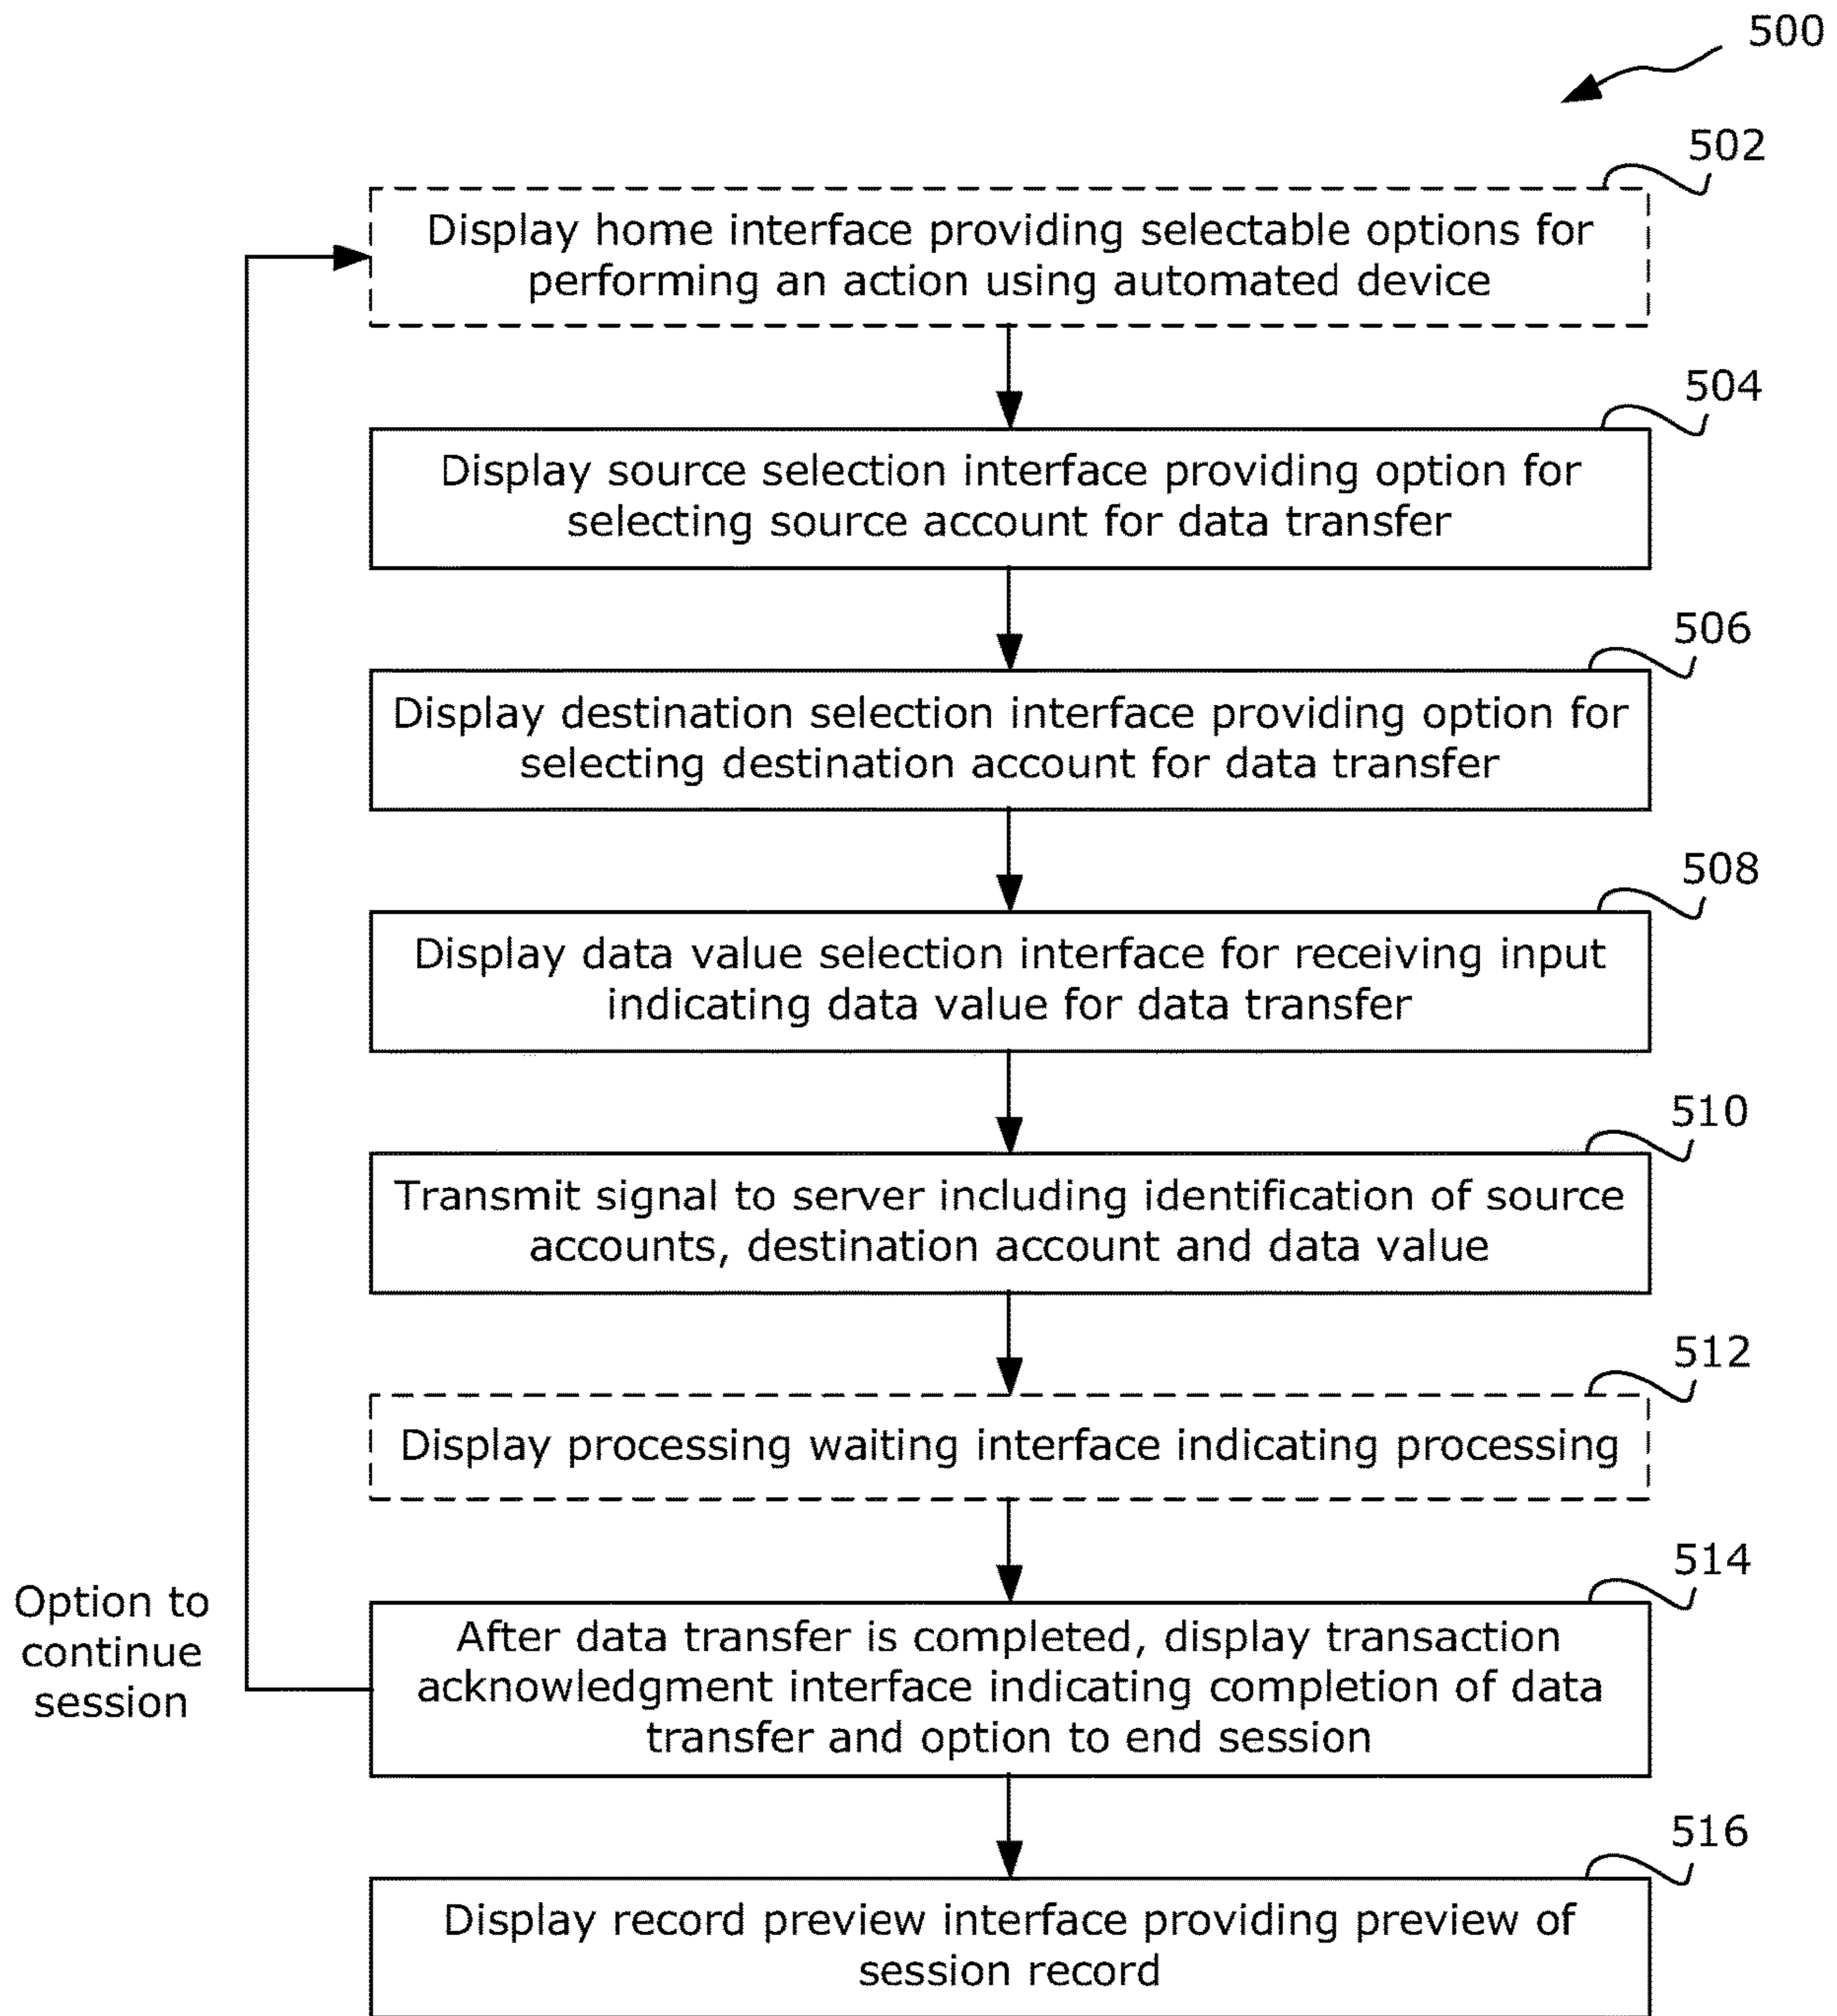 500
502
Display home interface providing selectable options for
performing an action using automated device
504
Display source selection interface providing option for
selecting source account for data transfer
506
Display destination selection interface providing option for
selecting destination account for data transfer
508
Display data value selection interface for receiving input
indicating data value for data transfer
510
Transmit signal to server including identification of source
accounts, destination account and data value
512
Display processing waiting interface indicating processing
514
Option to
continue
session
After data transfer is completed, display transaction
acknowledgment interface indicating completion of data
transfer and option to end session
516
Display record preview interface providing preview of
session record